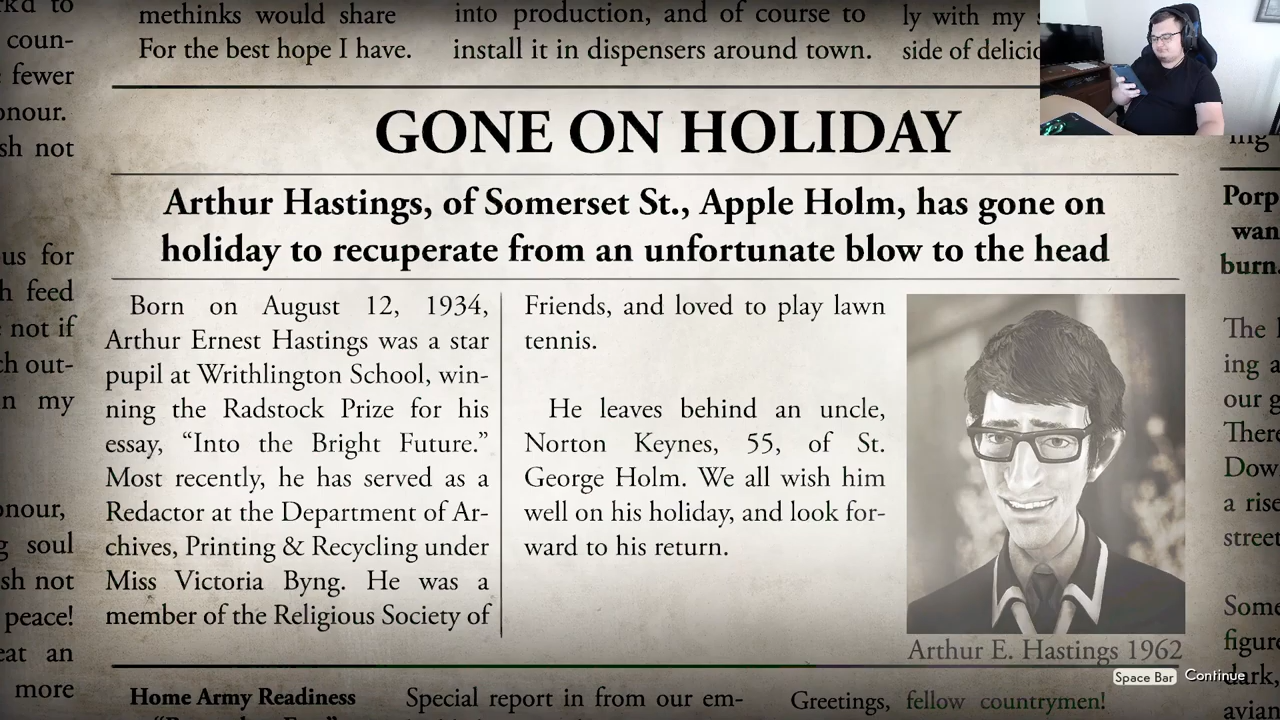 rk'd to
coun-
fewer
onour.
sh not
us for
h feed
not if
ch out-
n my
onour,
g soul
sh not
peace!
eat an
more
methinks would share
For the best hope I have.
into production, and of course to
install it in dispensers around town.
ly with my
side of delicio
GONE ON HOLIDAY
Arthur Hastings, of Somerset St., Apple Holm, has gone on
holiday to recuperate from an unfortunate blow to the head
Born on August 12, 1934,
Arthur Ernest Hastings was a star
pupil at Writhlington School, win-
ning the Radstock Prize for his
essay, “Into the Bright Future.”
Most recently, he has served as a
Redactor at the Department of Ar-
chives, Printing & Recycling under
Miss Victoria Byng. He was a
member of the Religious Society of
Friends, and loved to play lawn
tennis.
He leaves behind an uncle,
Norton Keynes, 55, of St.
George Holm. We all wish him
well on his holiday, and look for-
ward to his return.
Arthur E. Hastings 1962
Space Bar Continue
Home Army Readiness
Special report in from our em-
Greetings, fellow countrymen!
ing
Porp
wan
burn.
The
ing a
our g
There
Dow
a rise
street
Some
figure
dark,
avian